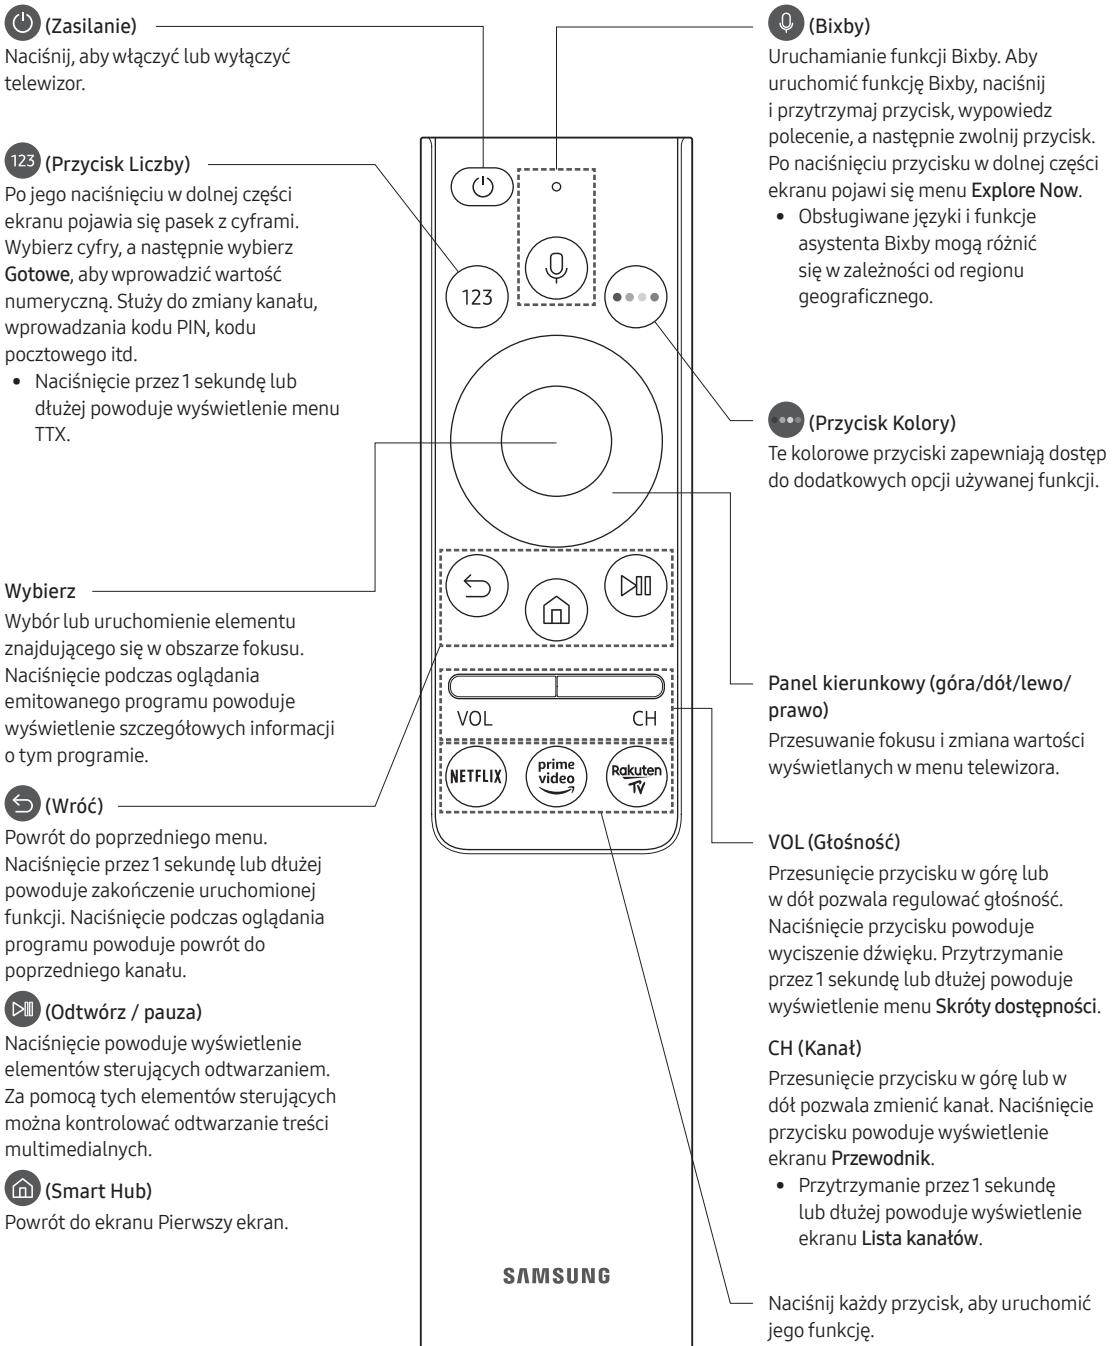 (Zasilanie)
Naciśnij, aby włączyć lub wyłączyć
telewizor.
123 (Przycisk Liczby)
Po jego naciśnięciu w dolnej części
ekranu pojawia się pasek z cyframi.
Wybierz cyfry, a następnie wybierz
Gotowe, aby wprowadzić wartość
numeryczną. Służy do zmiany kanału,
wprowadzania kodu PIN, kodu
pocztowego itd.
• Naciśnięcie przez 1 sekundę lub
dłużej powoduje wyświetlenie menu
TTX.
Wybierz
Wybór lub uruchomienie elementu
znajdującego się w obszarze fokusu.
Naciśnięcie podczas oglądania
emitowanego programu powoduje
wyświetlenie szczegółowych informacji
o tym programie.
(Wróć)
Powrót do poprzedniego menu.
Naciśnięcie przez 1 sekundę lub dłużej
powoduje zakończenie uruchomionej
funkcji. Naciśnięcie podczas oglądania
programu powoduje powrót do
poprzedniego kanału.
(Odtwórz / pauza)
Naciśnięcie powoduje wyświetlenie
elementów sterujących odtwarzaniem.
Za pomocą tych elementów sterujących
można kontrolować odtwarzanie treści
multimedialnych.
(Smart Hub)
Powrót do ekranu Pierwszy ekran.
123
VOL CH
NETFLIX
prime
video
Rakuten
TV
SAMSUNG
(Bixby)
Uruchamianie funkcji Bixby. Aby
uruchomić funkcję Bixby, naciśnij
i przytrzymaj przycisk, wypowiedz
polecenie, a następnie zwolnij przycisk.
Po naciśnięciu przycisku w dolnej części
ekranu pojawi się menu Explore Now.
• Obsługiwane języki i funkcje
asystenta Bixby mogą różnić
się w zależności od regionu
geograficznego.
(Przycisk Kolory)
Te kolorowe przyciski zapewniają dostęp
do dodatkowych opcji używanej funkcji.
Panel kierunkowy (góra/dół/lewo/
prawo)
Przesuwanie fokusu i zmiana wartości
wyświetlanych w menu telewizora.
VOL (Głośność)
Przesunięcie przycisku w górę lub
w dół pozwala regulować głośność.
Naciśnięcie przycisku powoduje
wyciszenie dźwięku. Przytrzymanie
przez 1 sekundę lub dłużej powoduje
wyświetlenie menu Skróty dostępności.
CH (Kanał)
Przesunięcie przycisku w górę lub w
dół pozwala zmienić kanał. Naciśnięcie
przycisku powoduje wyświetlenie
ekranu Przewodnik.
• Przytrzymanie przez 1 sekundę
lub dłużej powoduje wyświetlenie
ekranu Lista kanałów.
Naciśnij każdy przycisk, aby uruchomić
jego funkcję.